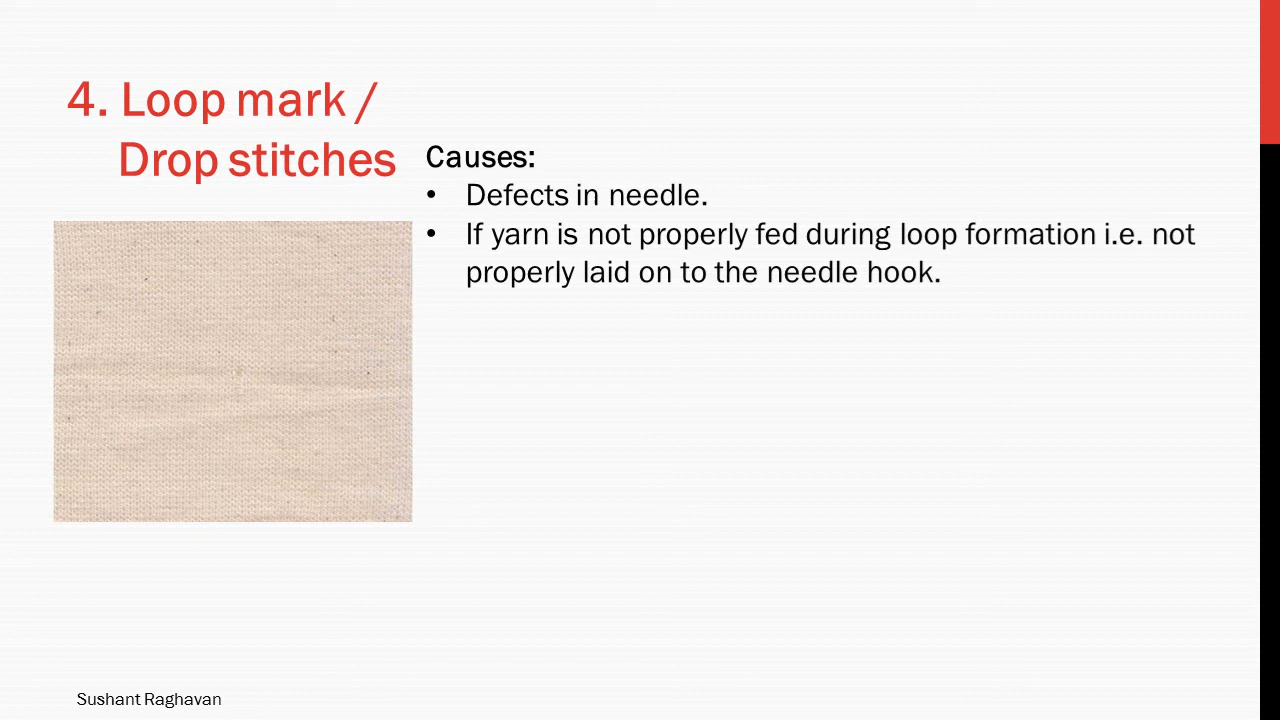 4. Loop mark /
Drop stitches
Causes:
• Defects in needle.
• If yarn is not properly fed during loop formation i.e. not
properly laid on to the needle hook.
Sushant Raghavan